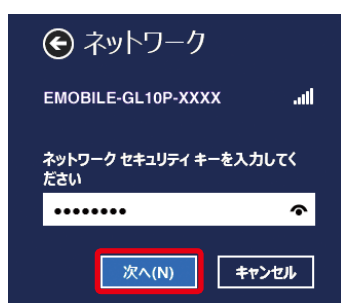 ネットワーク
EMOBILE-GL10P-XXXX
ネットワーク セキュリティ キーを入力してく
ださい
••••••••
次へ(N) キャンセル